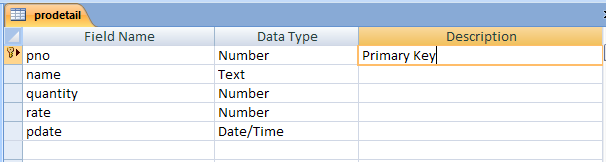 prodetail
Field Name Data Type Description
pno Number Primary Key
name Text
quantity Number
rate Number
pdate Date/Time